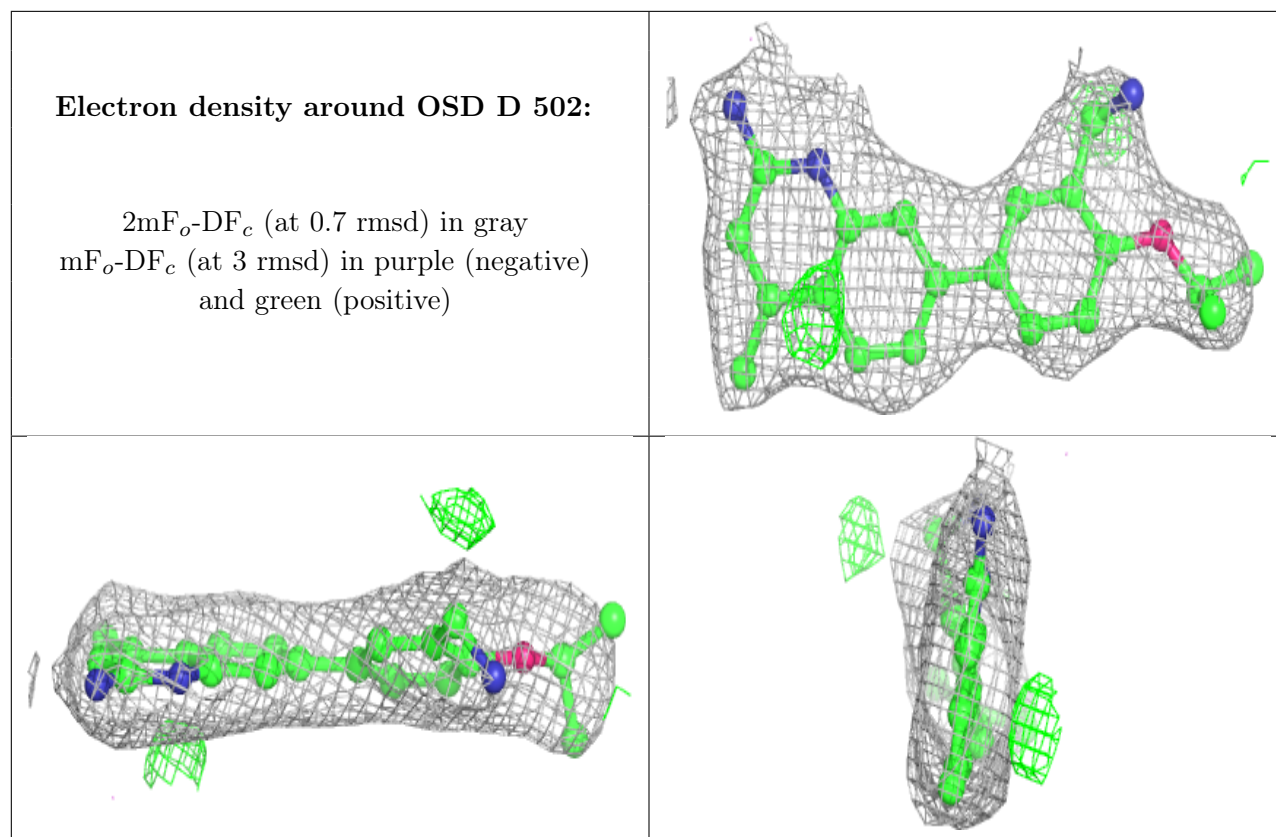 Electron density around OSD D 502:
2mFo-DFc (at 0.7 rmsd) in gray
mFo-DFc (at 3 rmsd) in purple (negative)
and green (positive)